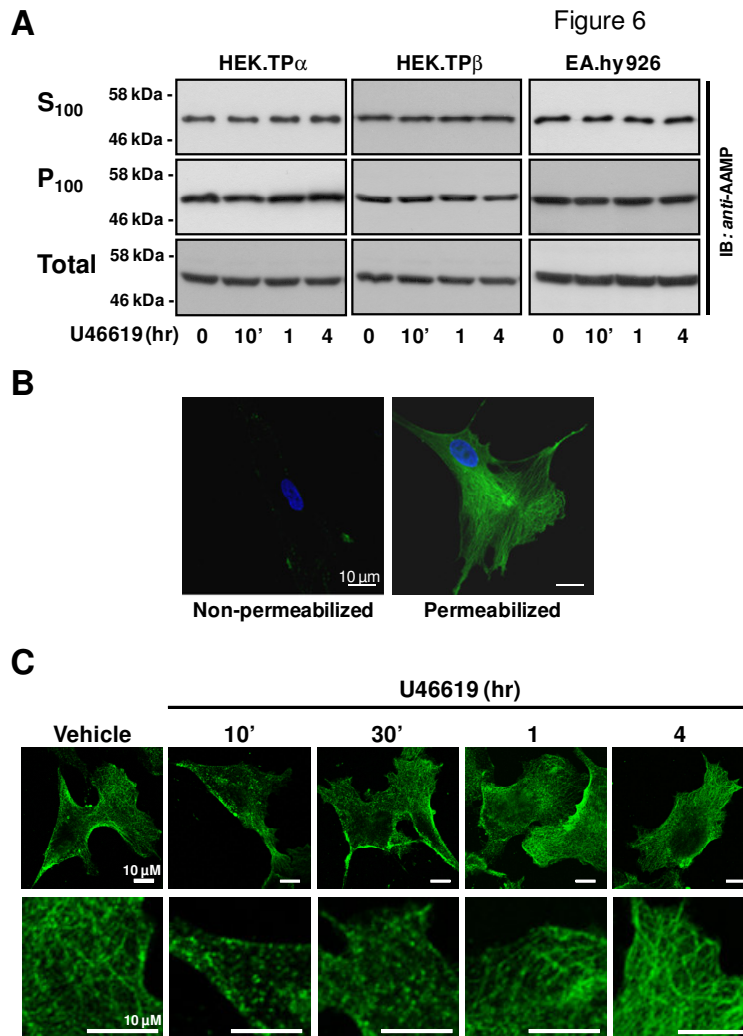 Figure 6
A
HEK.TPα HEK.TPβ EA.hy 926
S100 58 kDa -
46 kDa -
P100 58 kDa -
46 kDa -
Total 58 kDa -
46 kDa -
IB: anti-AAMP
U46619 (hr) 0 10' 1 4 0 10' 1 4 0 10' 1 4
B
10 µm
Non-permeabilized Permeabilized
C
U46619 (hr)
Vehicle 10' 30' 1 4
10 µM
10 µM